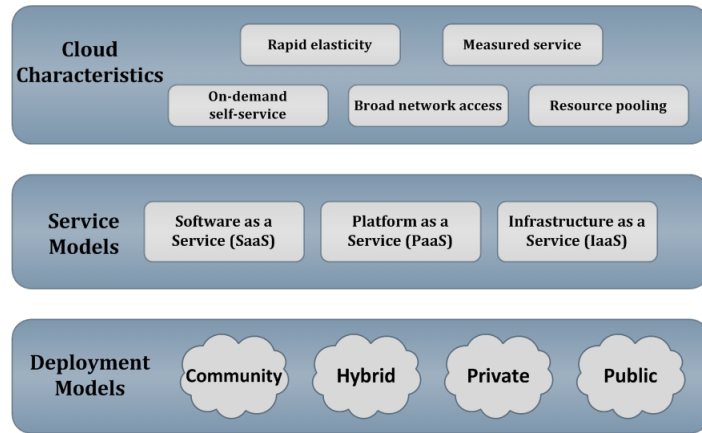 Cloud
Characteristics
Rapid elasticity
Measured service
On-demand
self-service
Broad network access
Resource pooling
Service
Models
Software as a
Service (SaaS)
Platform as a
Service (PaaS)
Infrastructure as a
Service (IaaS)
Deployment
Models
Community
Hybrid
Private
Public